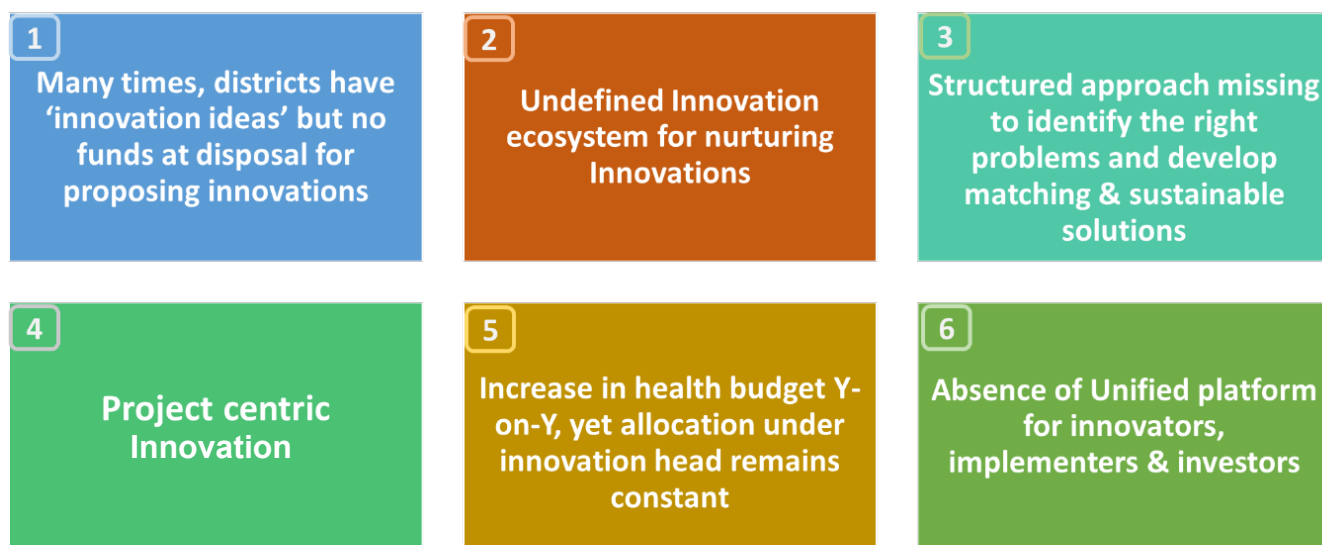 1
Many times, districts have
‘innovation ideas’ but no
funds at disposal for
proposing innovations
2
Undefined Innovation
ecosystem for nurturing
Innovations
3
Structured approach missing
to identify the right
problems and develop
matching & sustainable
solutions
4
Project centric
Innovation
5
Increase in health budget Y-
on-Y, yet allocation under
innovation head remains
constant
6
Absence of Unified platform
for innovators,
implementers & investors